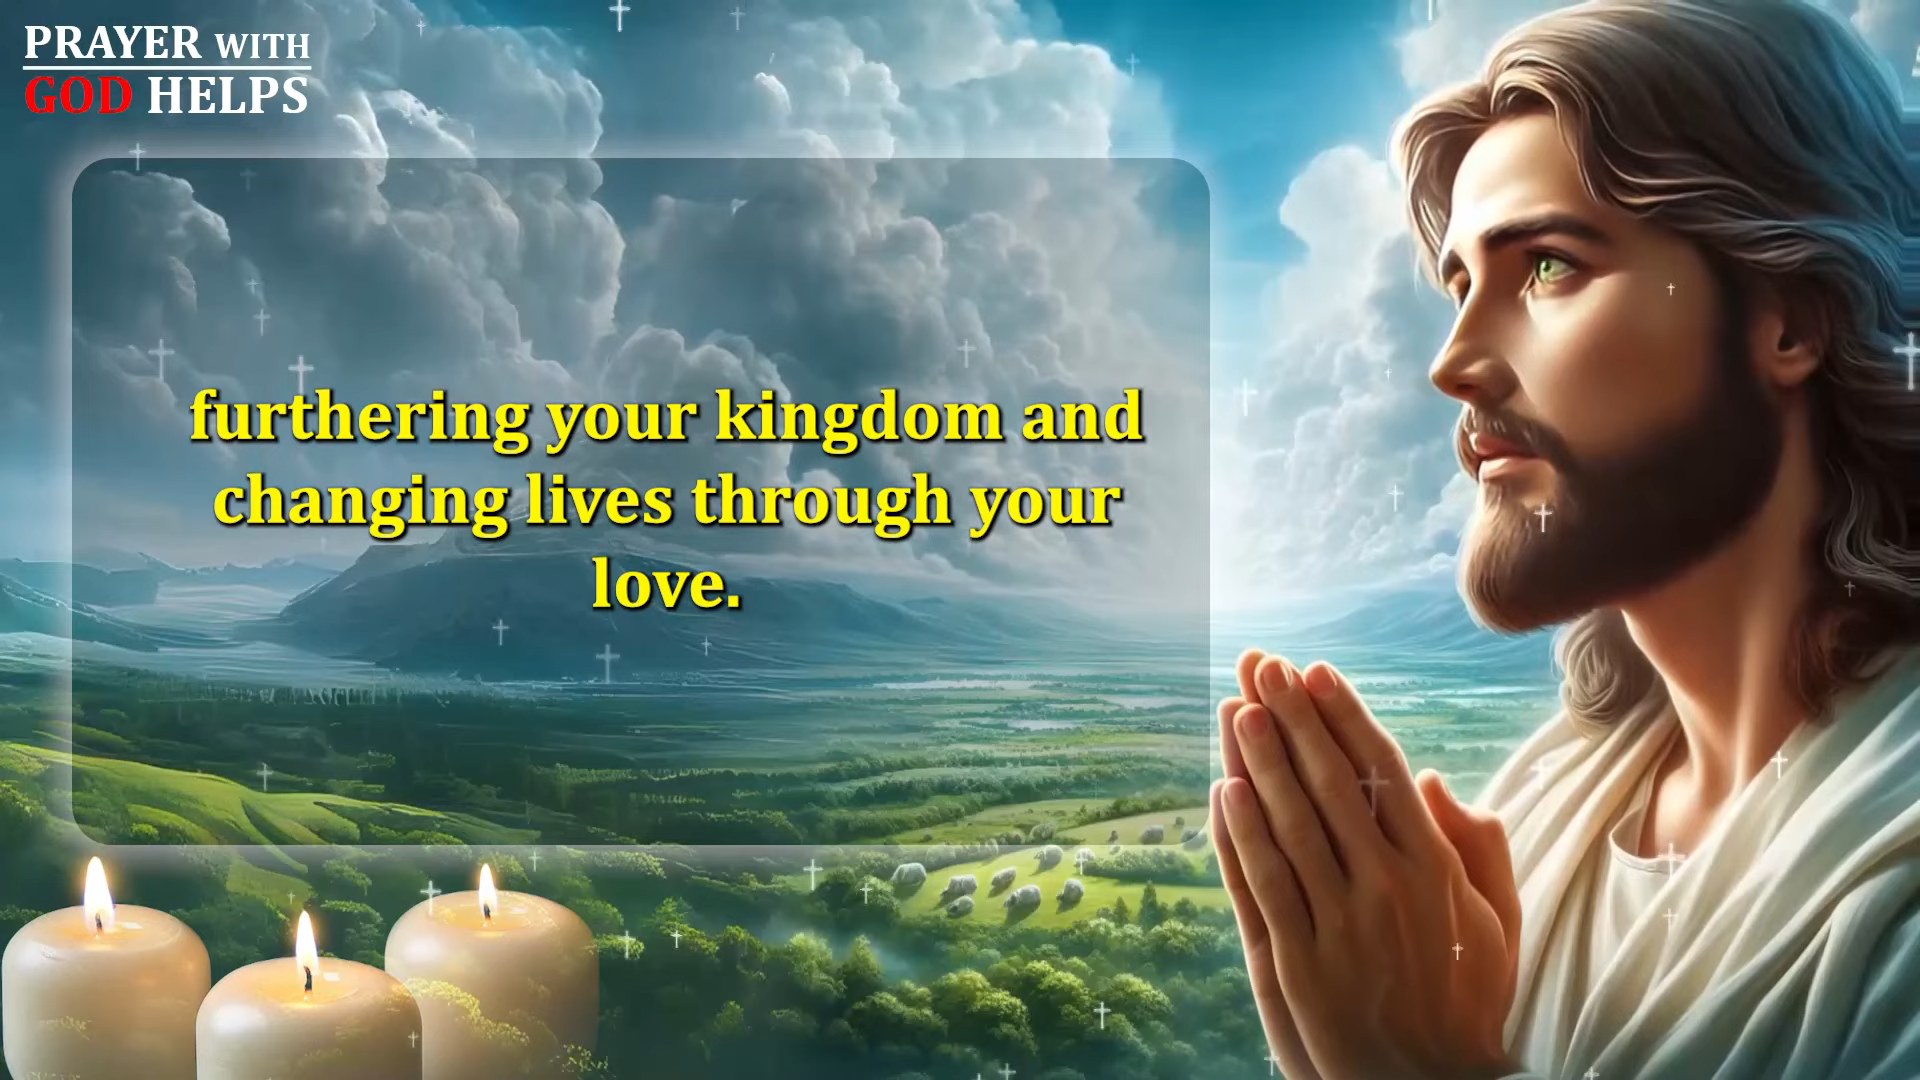 PRAYER WITH
GOD HELPS
furthering your kingdom and
changing lives through your
love.